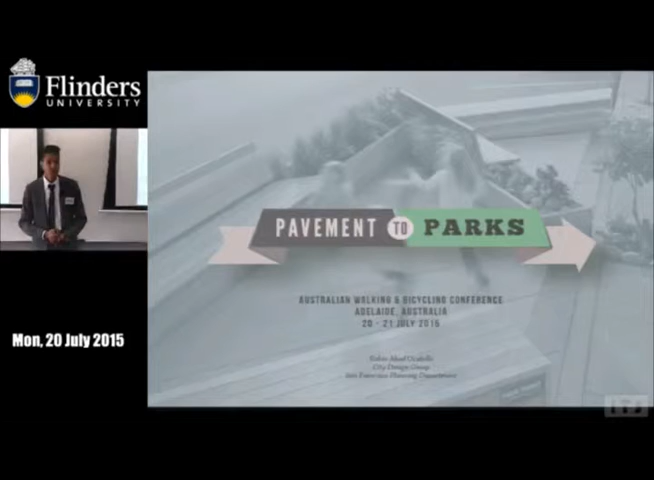 Flinders
UNIVERSITY
PAVEMENT TO PARKS
AUSTRALIAN WALKING & BICYCLING CONFERENCE
ADELAIDE, AUSTRALIA
20 - 21 JULY 2015
City Design Group
San Francisco Planning Department
Mon, 20 July 2015